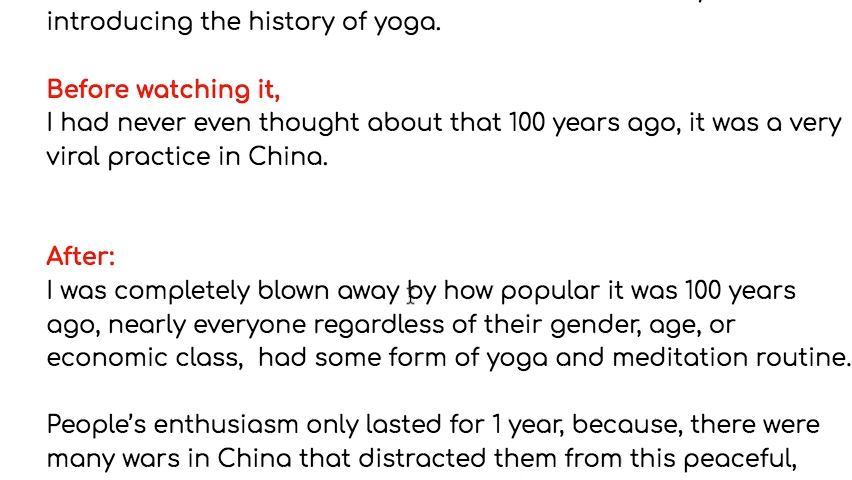 introducing the history of yoga.
Before watching it,
I had never even thought about that 100 years ago, it was a very
viral practice in China.
After:
I was completely blown away by how popular it was 100 years
ago, nearly everyone regardless of their gender, age, or
economic class,  had some form of yoga and meditation routine.
People's enthusiasm only lasted for 1 year, because, there were
many wars in China that distracted them from this peaceful,